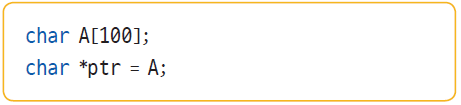 char A[100];
char *ptr = A;